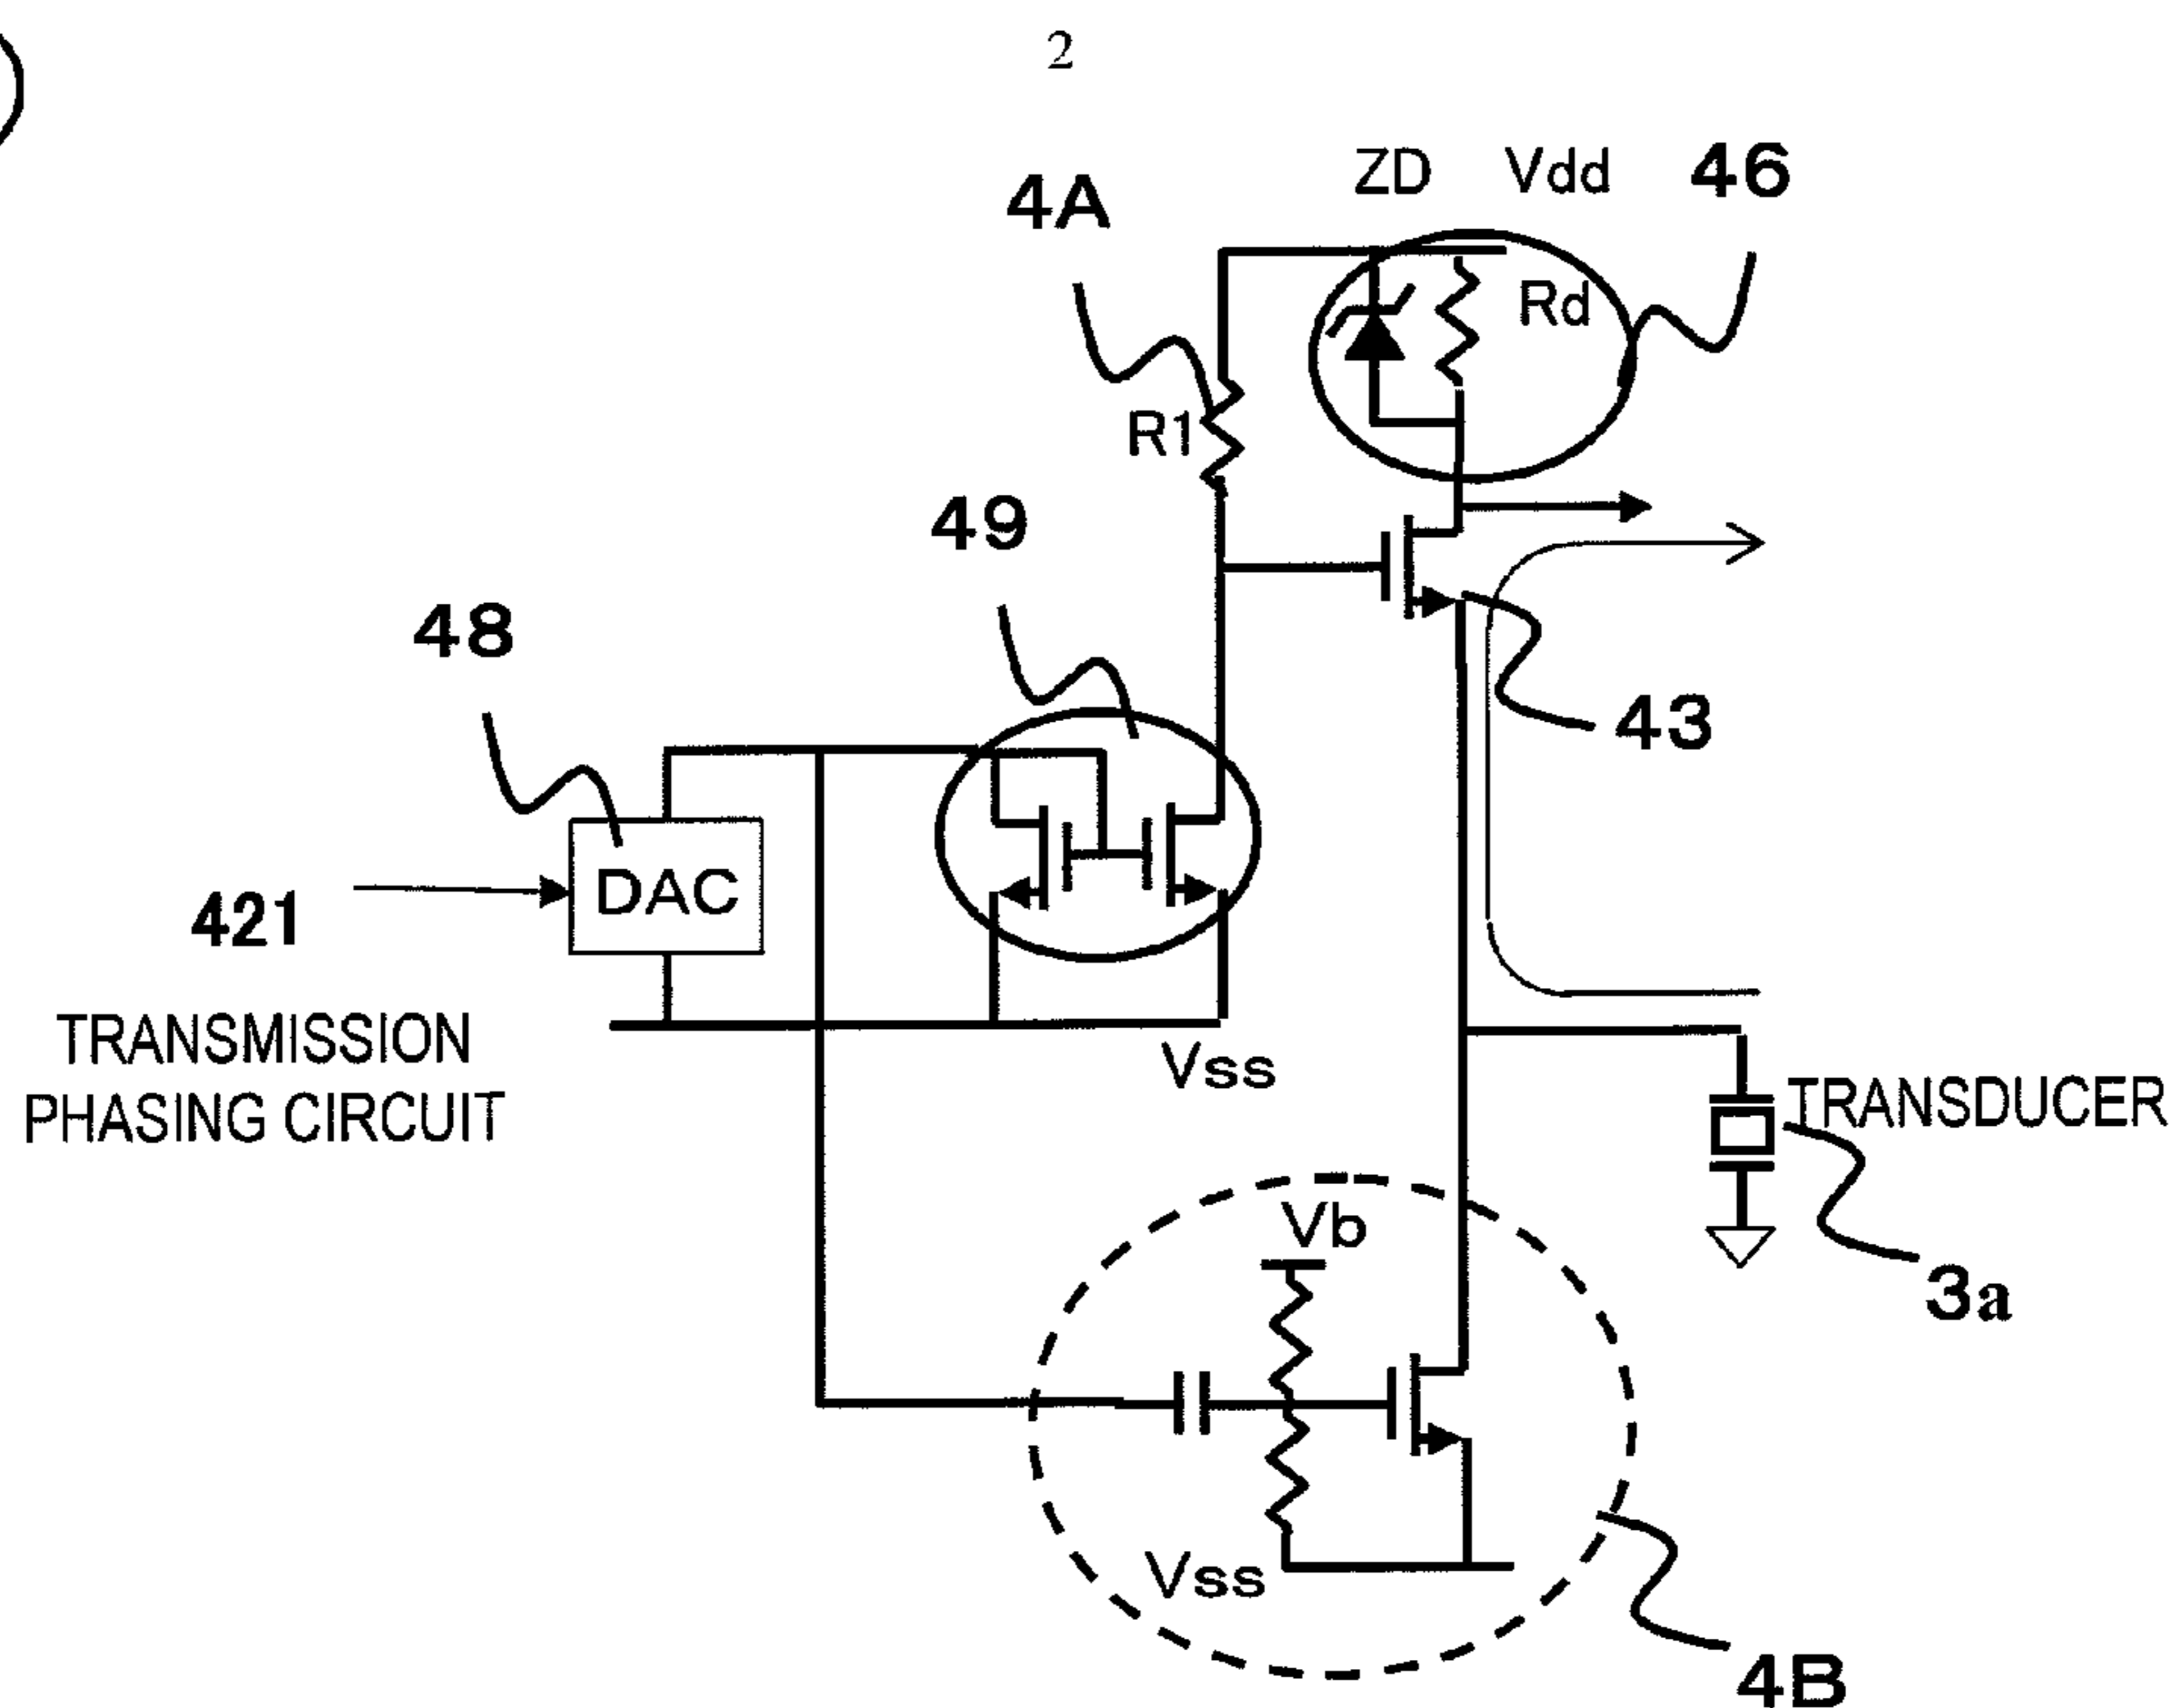 2
ZD Vdd 46
4A
Rd
R1
49
48
43
DAC
421
TRANSMISSION
PHASING CIRCUIT
Vss
TRANSDUCER
Vb
3a
Vss
4B